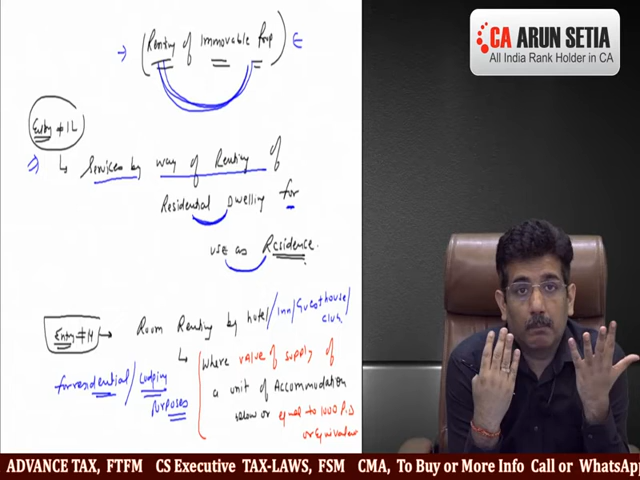 (Renting of Immovable Prop)
CA ARUN SETIA
All India Rank Holder in CA
Entry # 12
Services by way of Renting of
Residential Dwelling for
use as Residence.
Entry # 14 → Room Renting by hotel/Inn/Guesthouse/
club,
for residential / Lodging
Purposes
Where value of supply of
a unit of Accommodation
below or equal to 1000 P.D
or Equivalent
ADVANCE TAX, FTFM CS Executive TAX-LAWS, FSM CMA, To Buy or More Info Call or WhatsApp